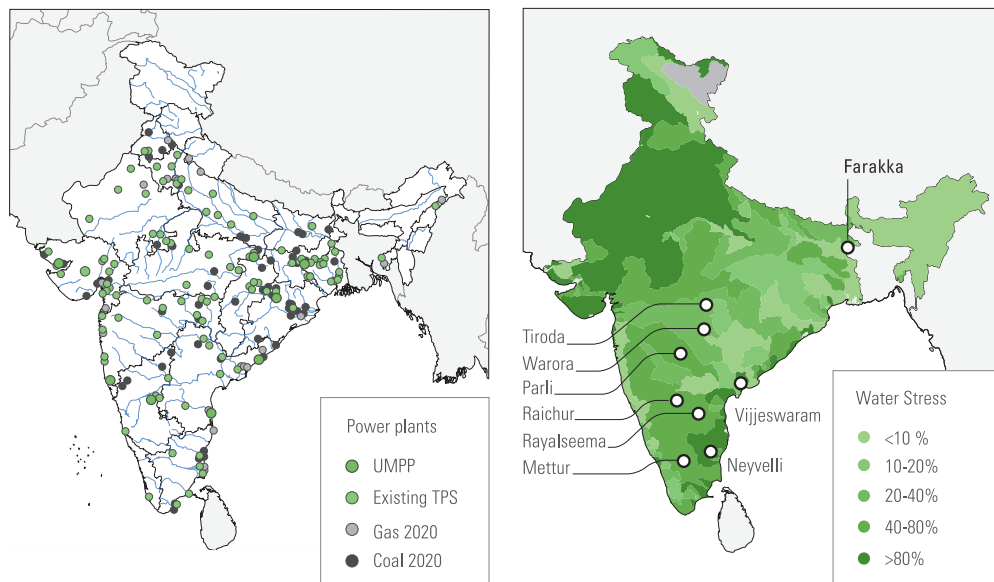 Power plants
UMPP
Existing TPS
Gas 2020
Coal 2020
Farakka
Tiroda
Warora
Parli
Raichur
Rayalseema
Mettur
Vijjeswaram
Neyvelli
Water Stress
<10 %
10-20%
20-40%
40-80%
>80%